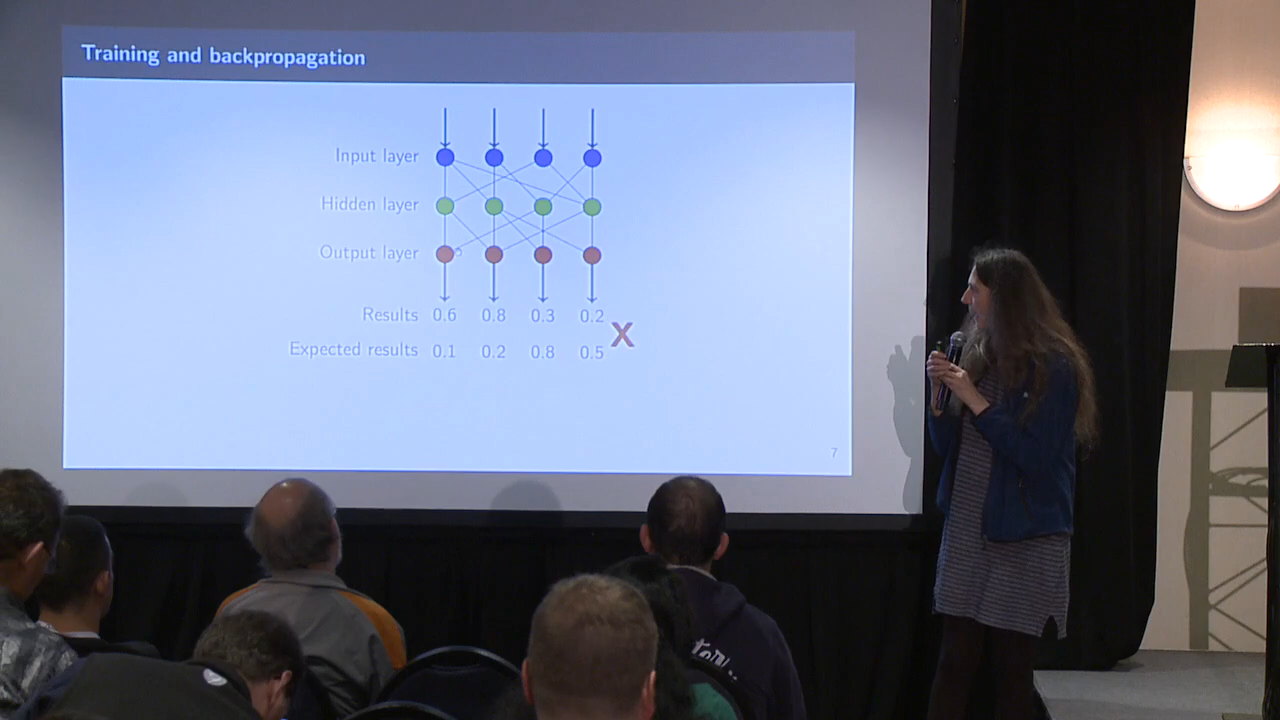 Training and backpropagation
Input layer
Hidden layer
Output layer
Results 0.6 0.8 0.3 0.2
X
Expected results 0.1 0.2 0.8 0.5
7